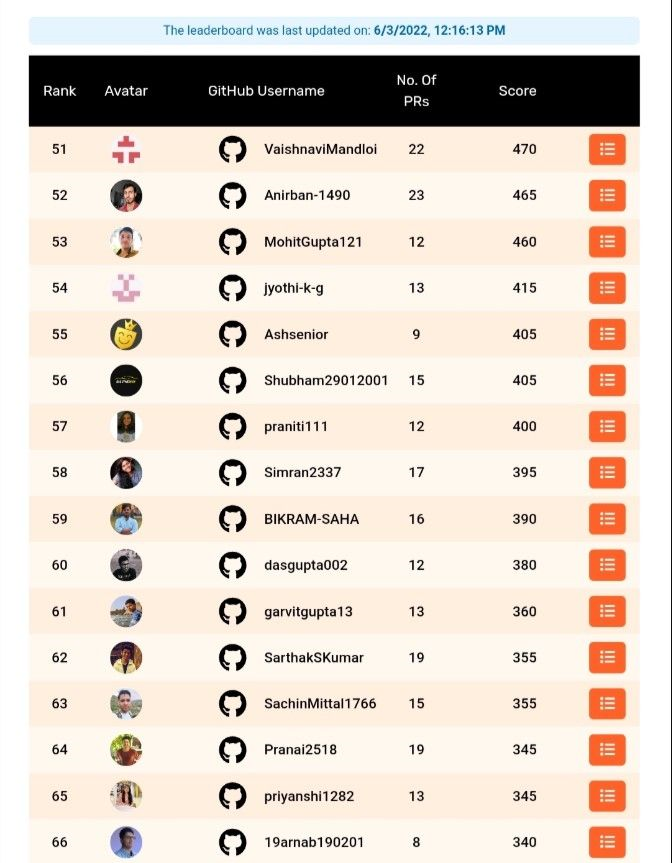 The leaderboard was last updated on: 6/3/2022, 12:16:13 PM
Rank Avatar GitHub Username No. Of PRs Score
51 VaishnaviMandloi 22 470
52 Anirban-1490 23 465
53 MohitGupta121 12 460
54 jyothi-k-g 13 415
55 Ashsenior 9 405
56 Shubham29012001 15 405
57 praniti111 12 400
58 Simran2337 17 395
59 BIKRAM-SAHA 16 390
60 dasgupta002 12 380
61 garvitgupta13 13 360
62 SarthakSKumar 19 355
63 SachinMittal1766 15 355
64 Pranai2518 19 345
65 priyanshi1282 13 345
66 19arnab190201 8 340